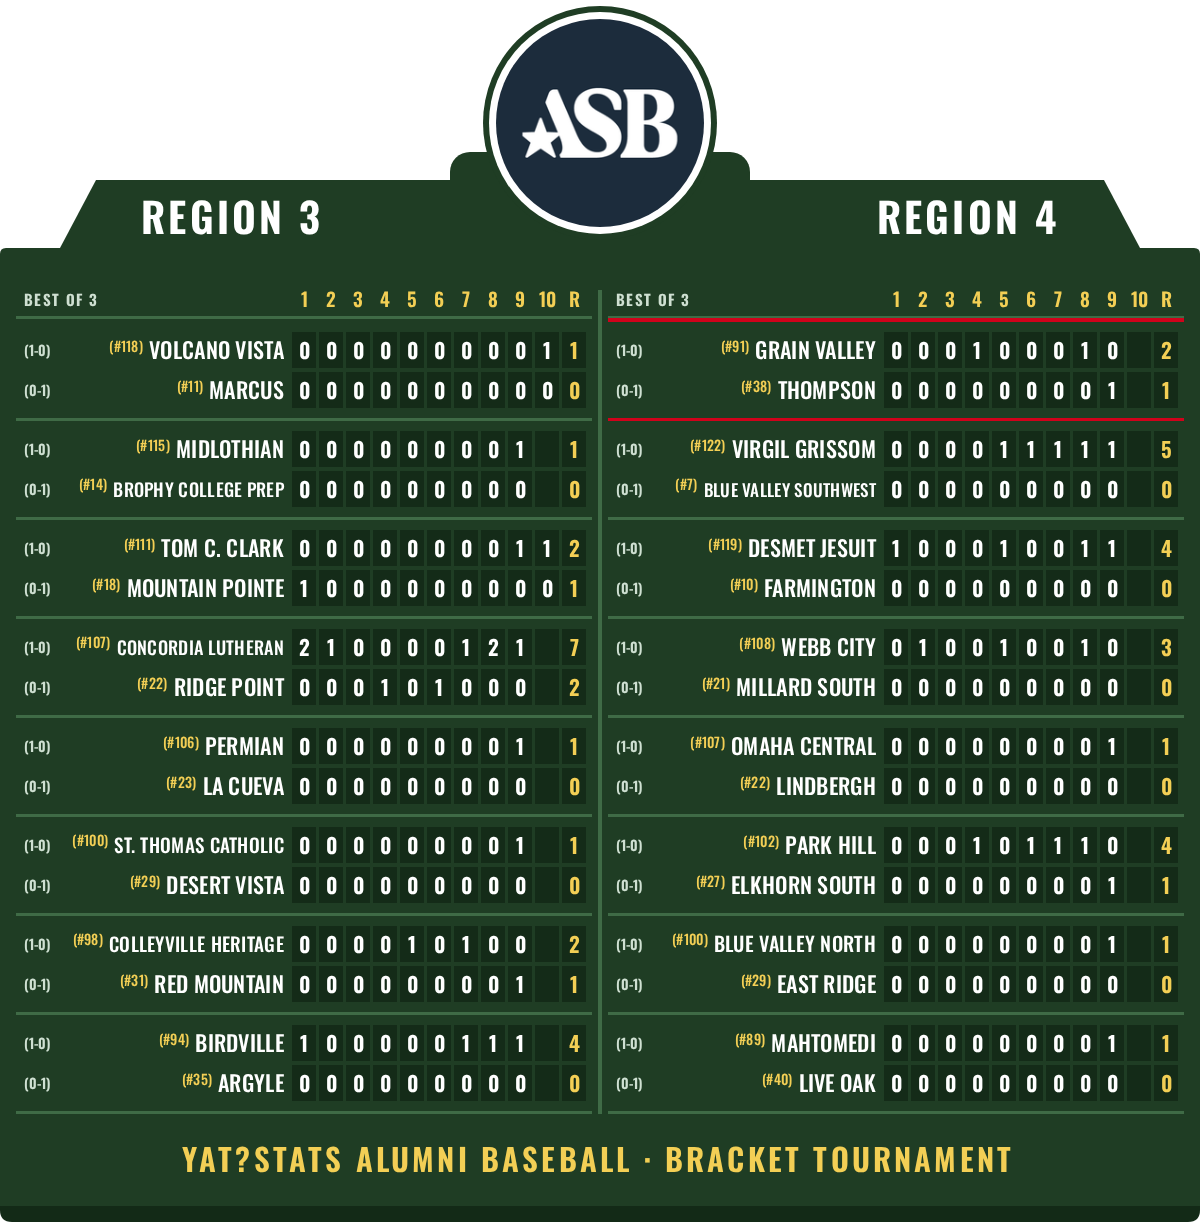 ASB
REGION 3
REGION 4
BEST OF 3 1 2 3 4 5 6 7 8 9 10 R
(1-0) (#118) VOLCANO VISTA 0 0 0 0 0 0 0 0 0 1 1
(0-1) (#11) MARCUS 0 0 0 0 0 0 0 0 0 0 0
(1-0) (#115) MIDLOTHIAN 0 0 0 0 0 0 0 0 1 1
(0-1) (#14) BROPHY COLLEGE PREP 0 0 0 0 0 0 0 0 0 0
(1-0) (#111) TOM C. CLARK 0 0 0 0 0 0 0 0 1 1 2
(0-1) (#18) MOUNTAIN POINTE 1 0 0 0 0 0 0 0 0 0 1
(1-0) (#107) CONCORDIA LUTHERAN 2 1 0 0 0 0 1 2 1 7
(0-1) (#22) RIDGE POINT 0 0 0 1 0 1 0 0 0 2
(1-0) (#106) PERMIAN 0 0 0 0 0 0 0 0 1 1
(0-1) (#23) LA CUEVA 0 0 0 0 0 0 0 0 0 0
(1-0) (#100) ST. THOMAS CATHOLIC 0 0 0 0 0 0 0 0 1 1
(0-1) (#29) DESERT VISTA 0 0 0 0 0 0 0 0 0 0
(1-0) (#98) COLLEYVILLE HERITAGE 0 0 0 0 1 0 1 0 0 2
(0-1) (#31) RED MOUNTAIN 0 0 0 0 0 0 0 0 1 1
(1-0) (#94) BIRDVILLE 1 0 0 0 0 0 1 1 1 4
(0-1) (#35) ARGYLE 0 0 0 0 0 0 0 0 0 0
BEST OF 3 1 2 3 4 5 6 7 8 9 10 R
(1-0) (#91) GRAIN VALLEY 0 0 0 1 0 0 0 1 0 2
(0-1) (#38) THOMPSON 0 0 0 0 0 0 0 0 1 1
(1-0) (#122) VIRGIL GRISSOM 0 0 0 0 1 1 1 1 1 5
(0-1) (#7) BLUE VALLEY SOUTHWEST 0 0 0 0 0 0 0 0 0 0
(1-0) (#119) DESMET JESUIT 1 0 0 0 1 0 0 1 1 4
(0-1) (#10) FARMINGTON 0 0 0 0 0 0 0 0 0 0
(1-0) (#108) WEBB CITY 0 1 0 0 1 0 0 1 0 3
(0-1) (#21) MILLARD SOUTH 0 0 0 0 0 0 0 0 0 0
(1-0) (#107) OMAHA CENTRAL 0 0 0 0 0 0 0 0 1 1
(0-1) (#22) LINDBERGH 0 0 0 0 0 0 0 0 0 0
(1-0) (#102) PARK HILL 0 0 0 1 0 1 1 1 0 4
(0-1) (#27) ELKHORN SOUTH 0 0 0 0 0 0 0 0 1 1
(1-0) (#100) BLUE VALLEY NORTH 0 0 0 0 0 0 0 0 1 1
(0-1) (#29) EAST RIDGE 0 0 0 0 0 0 0 0 0 0
(1-0) (#89) MAHTOMEDI 0 0 0 0 0 0 0 0 1 1
(0-1) (#40) LIVE OAK 0 0 0 0 0 0 0 0 0 0
YAT?STATS ALUMNI BASEBALL · BRACKET TOURNAMENT